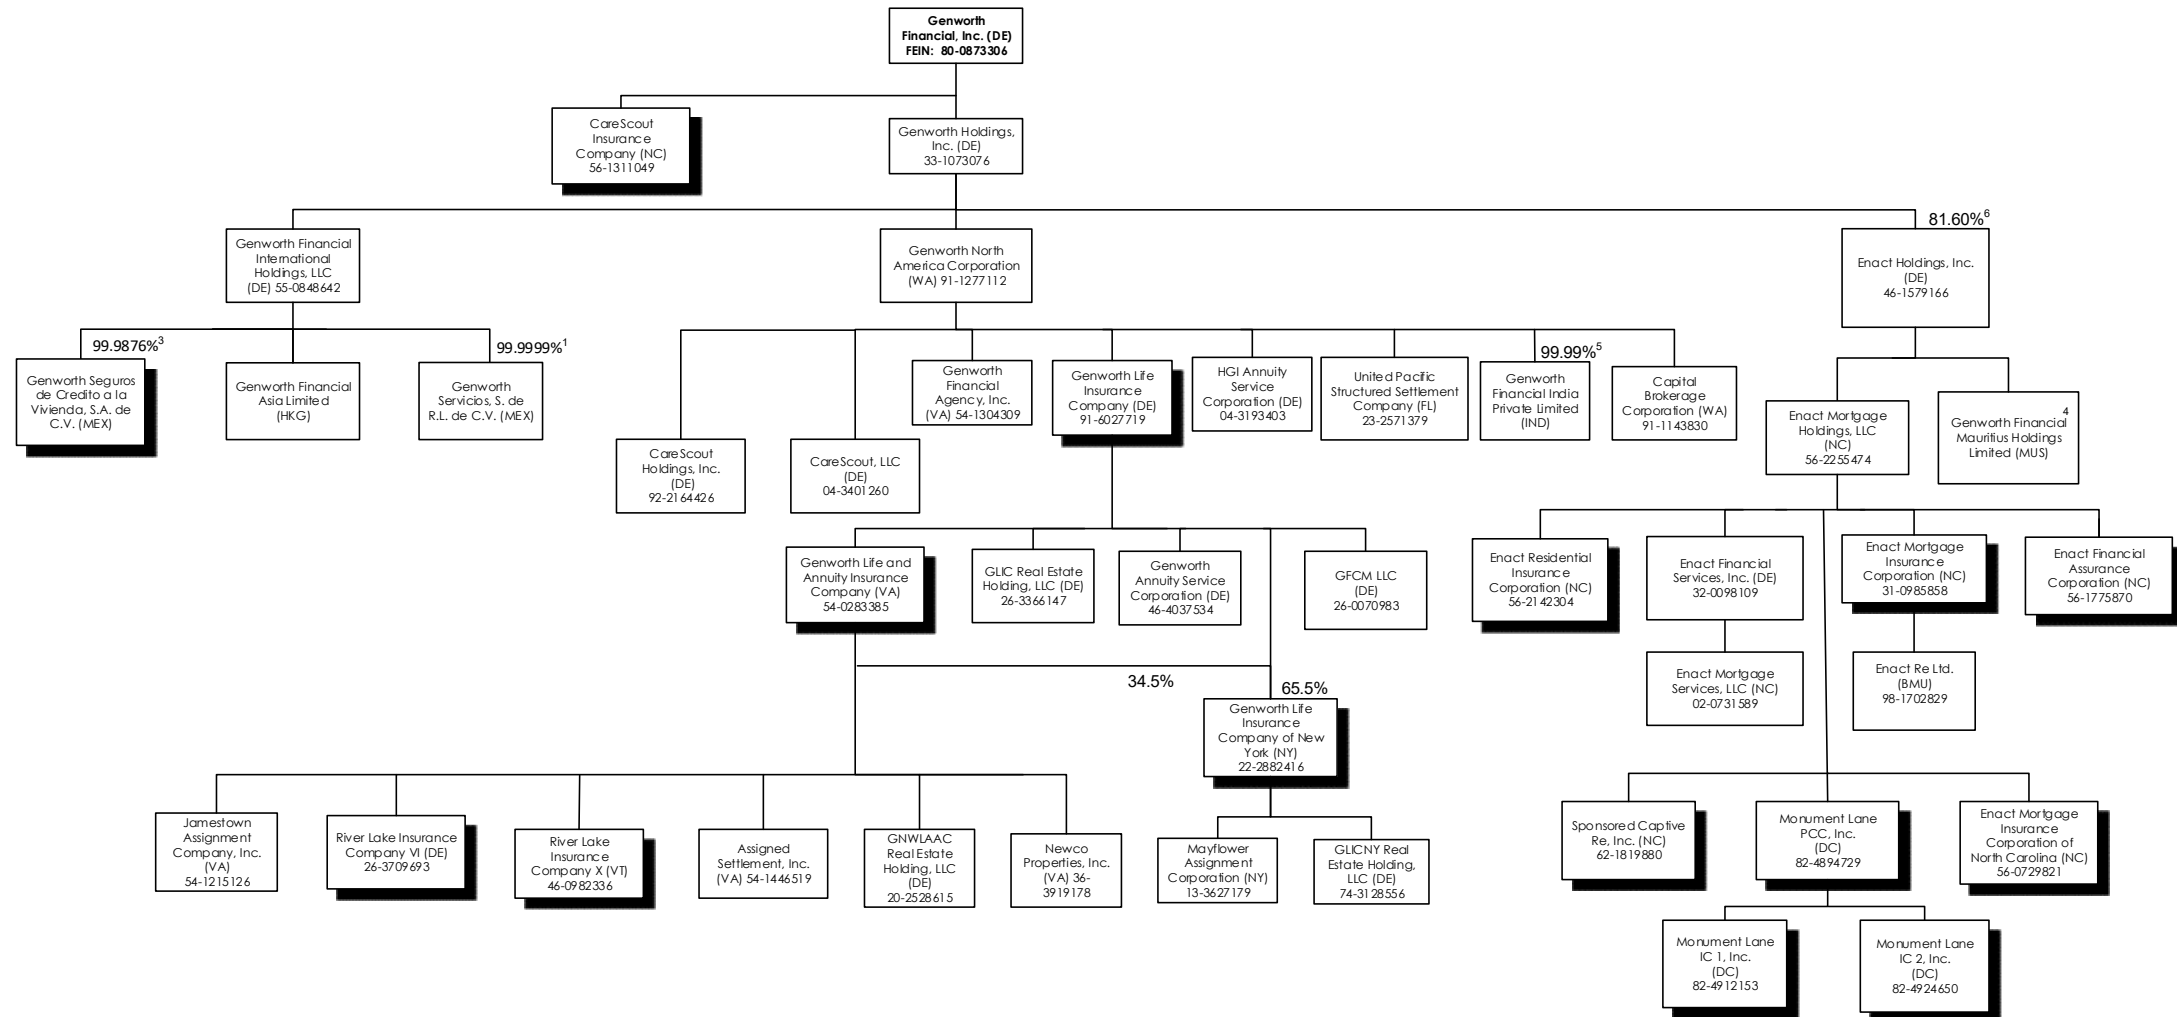 Genworth
Financial, Inc. (DE)
FEIN: 80-0873306
CareScout
Insurance
Company (NC)
56-1311049
Genworth Holdings,
Inc. (DE)
33-1073076
Genworth Financial
International
Holdings, LLC
(DE) 55-0848642
Genworth North
America Corporation
(WA) 91-1277112
81.60%6
Enact Holdings, Inc.
(DE)
46-1579166
99.9876%3
Genworth Seguros
de Credito a la
Vivienda, S.A. de
C.V. (MEX)
Genworth Financial
Asia Limited
(HKG)
99.9999%1
Genworth
Servicios, S. de
R.L. de C.V. (MEX)
CareScout
Holdings, Inc.
(DE)
92-2164426
CareScout, LLC
(DE)
04-3401260
Genworth
Financial
Agency, Inc.
(VA) 54-1304309
Genworth Life
Insurance
Company (DE)
91-6027719
HGI Annuity
Service
Corporation (DE)
04-3193403
United Pacific
Structured Settlement
Company (FL)
23-2571379
99.99%5
Genworth
Financial India
Private Limited
(IND)
Capital
Brokerage
Corporation (WA)
91-1143830
Enact Mortgage
Holdings, LLC
(NC)
56-2255474
4
Genworth Financial
Mauritius Holdings
Limited (MUS)
Genworth Life and
Annuity Insurance
Company (VA)
54-0283385
GLIC Real Estate
Holding, LLC (DE)
26-3366147
Genworth
Annuity Service
Corporation (DE)
46-4037534
GFCM LLC
(DE)
26-0070983
Enact Residential
Insurance
Corporation (NC)
56-2142304
Enact Financial
Services, Inc. (DE)
32-0098109
Enact Mortgage
Insurance
Corporation (NC)
31-0985858
Enact Financial
Assurance
Corporation (NC)
56-1775870
34.5%
65.5%
Genworth Life
Insurance
Company of New
York (NY)
22-2882416
Enact Mortgage
Services, LLC (NC)
02-0731589
Enact Re Ltd.
(BMU)
98-1702829
Jamestown
Assignment
Company, Inc.
(VA)
54-1215126
River Lake Insurance
Company VI (DE)
26-3709693
River Lake
Insurance
Company X (VT)
46-0982336
Assigned
Settlement, Inc.
(VA) 54-1446519
GNWLAAC
Real Estate
Holding, LLC
(DE)
20-2528615
Newco
Properties, Inc.
(VA) 36-
3919178
Mayflower
Assignment
Corporation (NY)
13-3627179
GLICNY Real
Estate Holding,
LLC (DE)
74-3128556
Sponsored Captive
Re, Inc. (NC)
62-1819880
Monument Lane
PCC, Inc.
(DC)
82-4894729
Enact Mortgage
Insurance
Corporation of
North Carolina (NC)
56-0729821
Monument Lane
IC 1, Inc.
(DC)
82-4912153
Monument Lane
IC 2, Inc.
(DC)
82-4924650